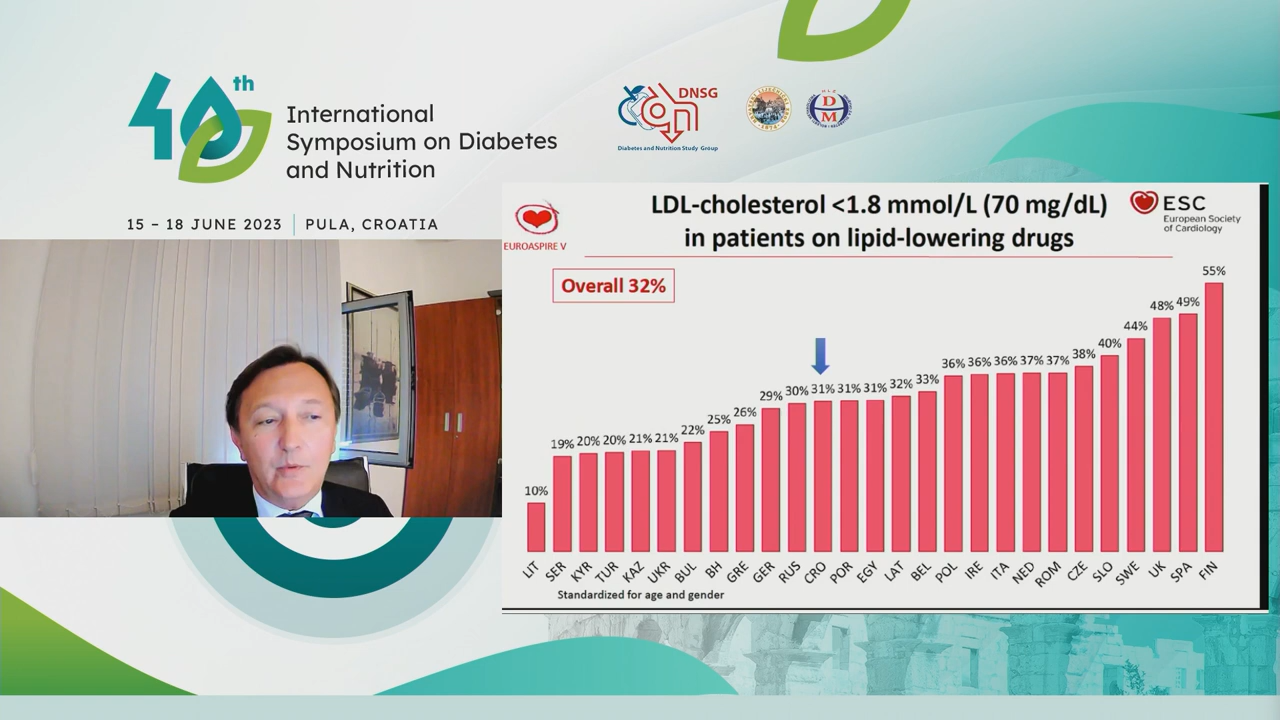 40th
International
Symposium on Diabetes
and Nutrition
15 – 18 JUNE 2023 | PULA, CROATIA
DNSG
Diabetes and Nutrition Study Group
DM
EUROASPIRE V
LDL-cholesterol <1.8 mmol/L (70 mg/dL)
in patients on lipid-lowering drugs
ESC
European Society
of Cardiology
Overall 32%
10% 19% 20% 20% 21% 21% 22% 25% 26% 29% 30% 31% 31% 31% 32% 33% 36% 36% 36% 37% 37% 38% 40% 44% 48% 49% 55%
LIT SER KYR TUR KAZ UKR BUL BH GRE GER RUS CRO POR EGY LAT BEL POL IRE ITA NED ROM CZE SLO SWE UK SPA FIN
Standardized for age and gender